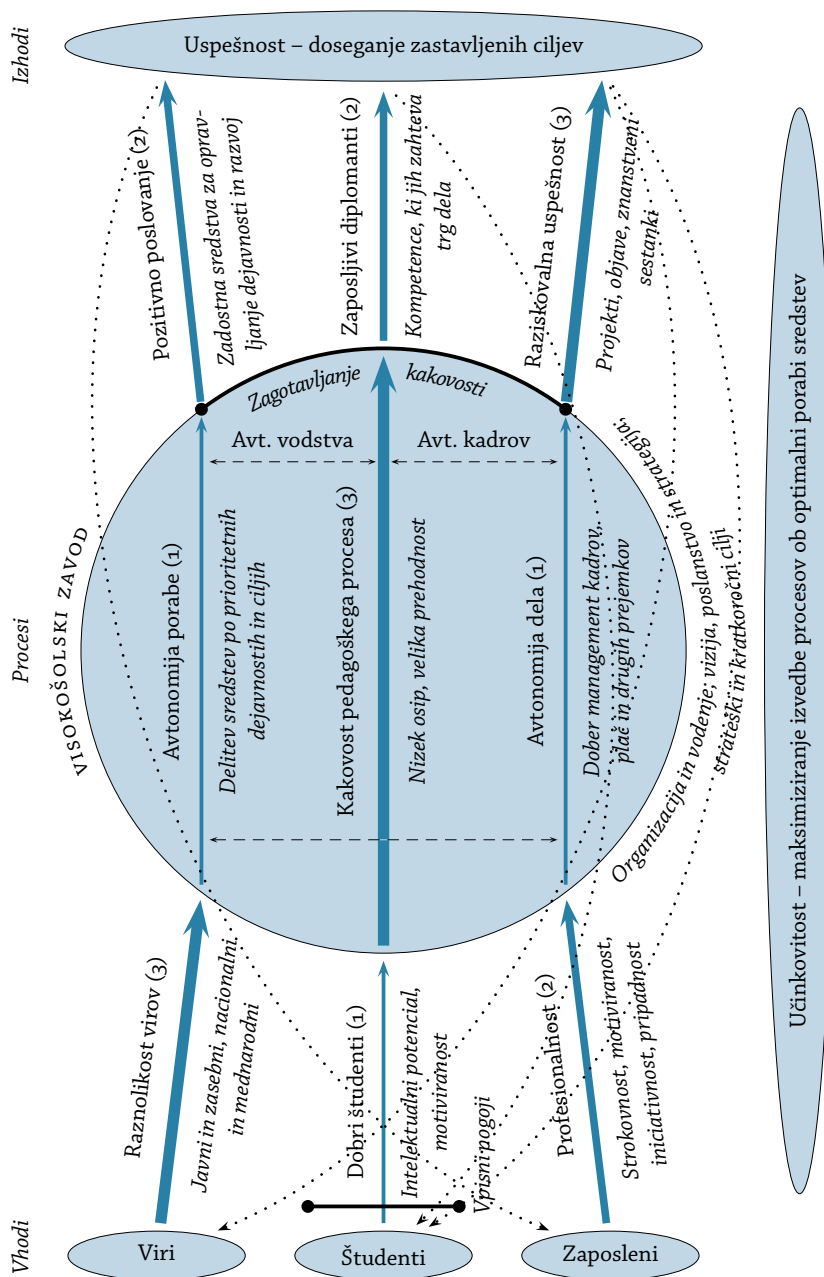 Izhodi
Uspešnost – doseganje zastavljenih ciljev
Pozitivno poslovanje (2)
Zadostna sredstva za oprav-
ljanje dejavnosti in razvoj
Zaposljivi diplomanti (2)
Kompetence, ki jih zahteva
trg dela
Raziskovalna uspešnost (3)
Projekti, objave, znanstveni
sestanki
Procesi
VISOKOŠOLSKI ZAVOD
Zagotavljanje kakovosti
Avt. vodstva
Avt. kadrov
Avtonomija porabe (1)
Delitev sredstev po prioritetnih
dejavnostih in ciljih
Kakovost pedagoškega procesa (3)
Nizek osip, velika prehodnost
Avtonomija dela (1)
Dober management kadrov,
plač in drugih prejemkov
Organizacija in vodenje; vizija, poslanstvo in strategija,
strateški in kratkoročni cilji
Učinkovitost – maksimiziranje izvedbe procesov ob optimalni porabi sredstev
Raznolikost virov (3)
Javni in zasebni, nacionalni
in mednarodni
Dobri študenti (1)
Intelektualni potencial,
motiviranost
Vpisni pogoji
Profesionalnost (2)
Strokovnost, motiviranost,
iniciativnost, pripadnost
Vhodi
Viri
Študenti
Zaposleni